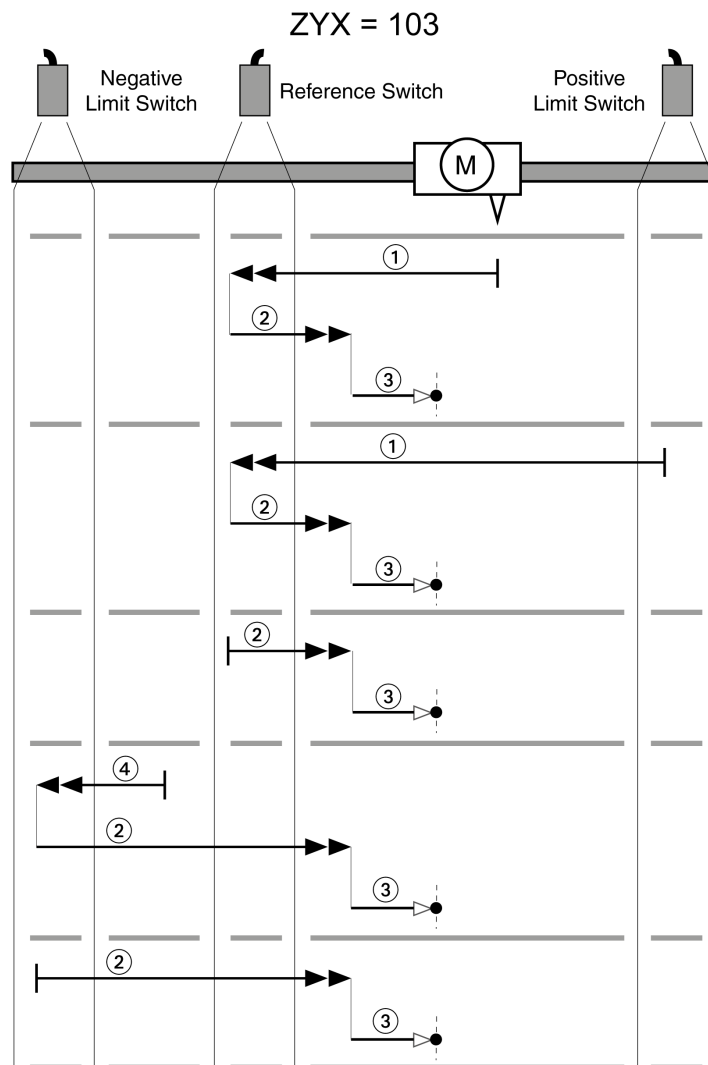 ZYX = 103
Negative
Limit Switch
Reference Switch
Positive
Limit Switch
M
1
2
3
1
2
3
2
3
4
2
3
2
3